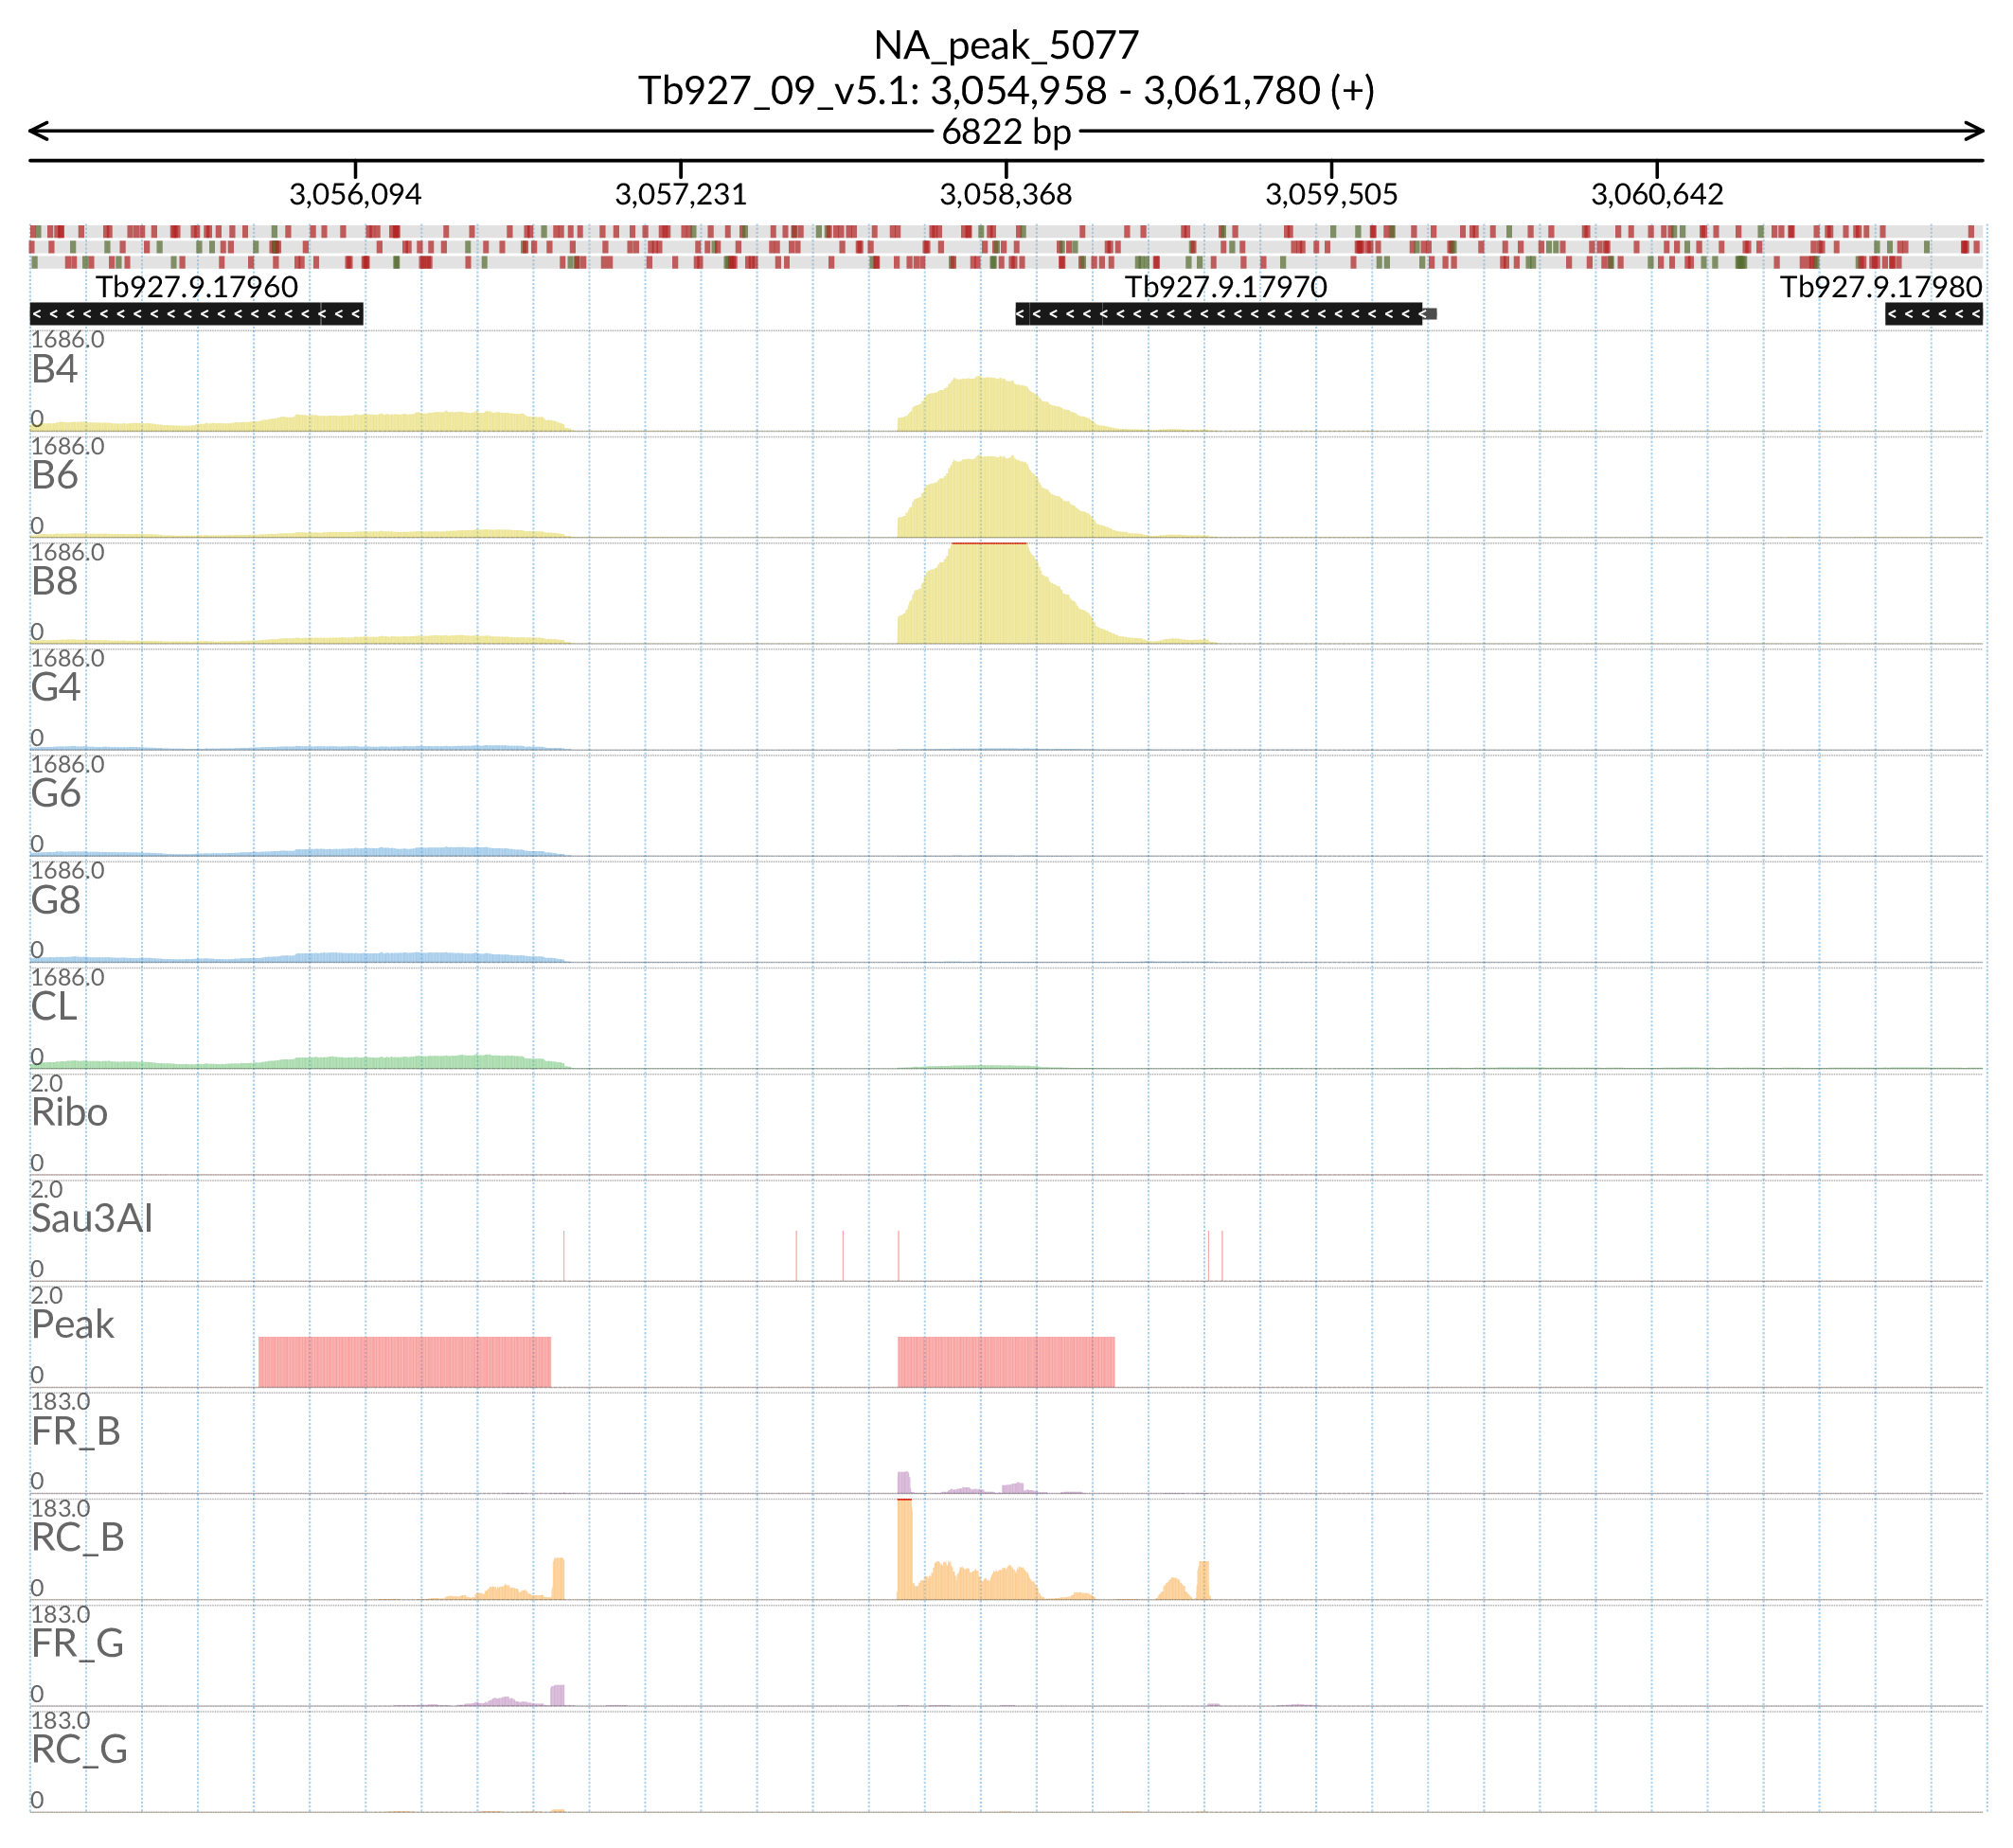 NA_peak_5077
Tb927_09_v5.1: 3,054,958 - 3,061,780 (+)
6822 bp
3,056,094 3,057,231 3,058,368 3,059,505 3,060,642
Tb927.9.17960 Tb927.9.17970 Tb927.9.17980
1686.0
B4
0
1686.0
B6
0
1686.0
B8
0
1686.0
G4
0
1686.0
G6
0
1686.0
G8
0
1686.0
CL
0
2.0
Ribo
0
2.0
Sau3AI
0
2.0
Peak
0
183.0
FR_B
0
183.0
RC_B
0
183.0
FR_G
0
183.0
RC_G
0